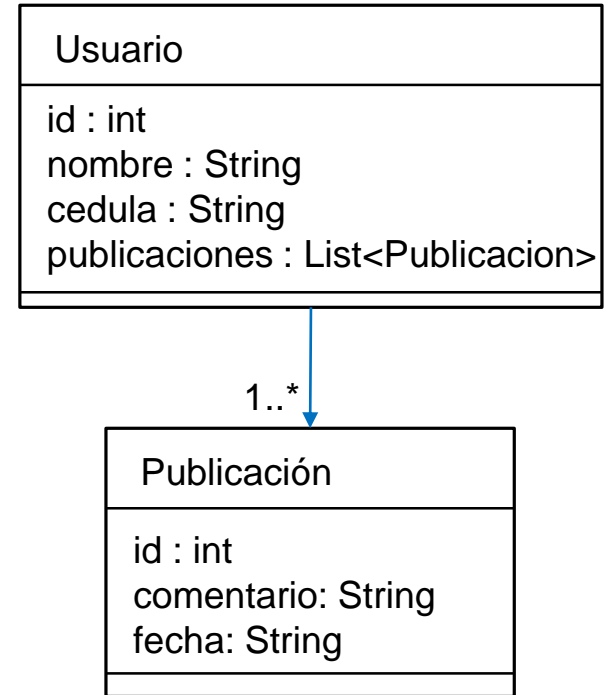 Usuario
id : int
nombre : String
cedula : String
publicaciones : List<Publicacion>
1..*
Publicación
id : int
comentario: String
fecha: String